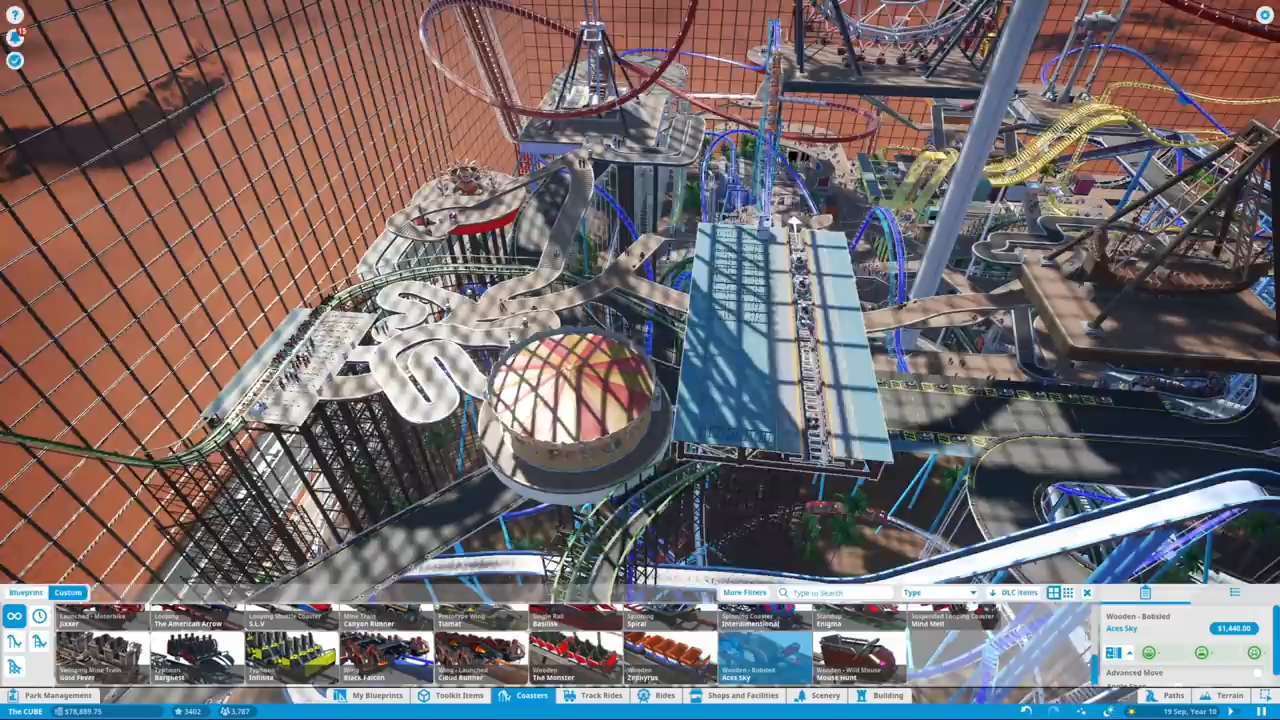 ?
15
Blueprint Custom More Filters Type to Search Type DLC Items
Launched - Motorbike
Jixxer
Looping
The American Arrow
Looping Shuttle Coaster
S.L.V
Mine Train
Canyon Runner
Prototype Wing
Tiamat
Single Rail
Basilisk
Spinning
Spiral
Spinning Coaster
Interdimensional
Standup
Enigma
Suspended Looping Coaster
Mind Melt
Swinging Mine Train
Gold Fever
Typhoon
Barghest
Typhoon
Infinite
Wing
Black Falcon
Wing - Launched
Cloud Runner
Wooden
The Monster
Wooden
Zephyrus
Wooden - Bobsled
Aces Sky
Wooden - Wild Mouse
Mouse Hunt
Wooden - Bobsled
Aces Sky
$1,440.00
Advanced Move
Park Management My Blueprints Toolkit Items Coasters Track Rides Rides Shops and Facilities Scenery Building Paths Terrain
The CUBE $78,889.75 3402 3,787 19 Sep, Year 10